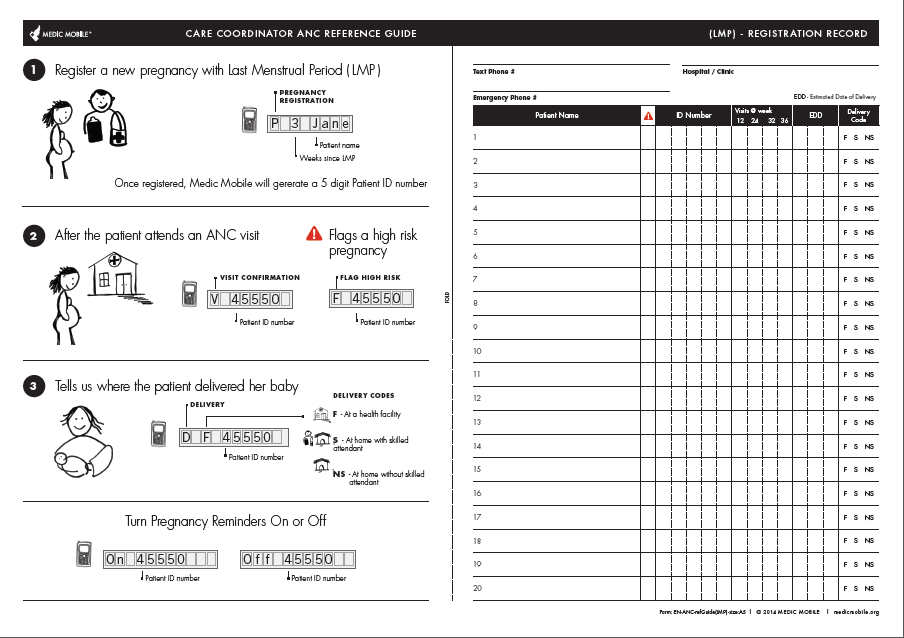 MEDIC MOBILE™
CARE COORDINATOR ANC REFERENCE GUIDE
(LMP) - REGISTRATION RECORD
1 Register a new pregnancy with Last Menstrual Period (LMP)
PREGNANCY
REGISTRATION
P 3 Jane
Patient name
Weeks since LMP
Once registered, Medic Mobile will gererate a 5 digit Patient ID number
2 After the patient attends an ANC visit
Flags a high risk
pregnancy
VISIT CONFIRMATION
V 45550
Patient ID number
FLAG HIGH RISK
F 45550
Patient ID number
3 Tells us where the patient delivered her baby
DELIVERY
D F 45550
Patient ID number
DELIVERY CODES
F - At a health facility
S - At home with skilled
attendant
NS - At home without skilled
attendant
Turn Pregnancy Reminders On or Off
On 45550
Patient ID number
Off 45550
Patient ID number
FOLD
Text Phone #
Hospital / Clinic
Emergency Phone #
EDD - Estimated Date of Delivery
Patient Name
ID Number
Visits @ week
12 24 32 36
EDD
Delivery
Code
1 F S NS
2 F S NS
3 F S NS
4 F S NS
5 F S NS
6 F S NS
7 F S NS
8 F S NS
9 F S NS
10 F S NS
11 F S NS
12 F S NS
13 F S NS
14 F S NS
15 F S NS
16 F S NS
17 F S NS
18 F S NS
19 F S NS
20 F S NS
Form: EN-ANC-refGuide(LMP)-size:A5 | © 2014 MEDIC MOBILE | medicmobile.org